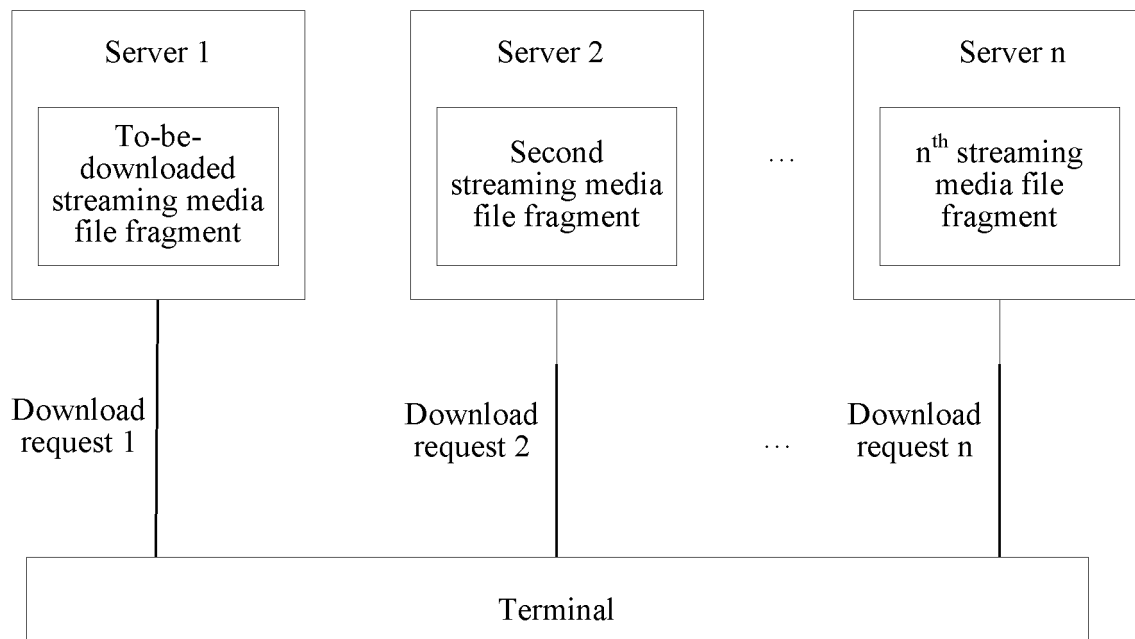 Server 1
To-be-
downloaded
streaming media
file fragment
Server 2
Second
streaming media
file fragment
...
Server n
nth streaming
media file
fragment
Download
request 1
Download
request 2
...
Download
request n
Terminal